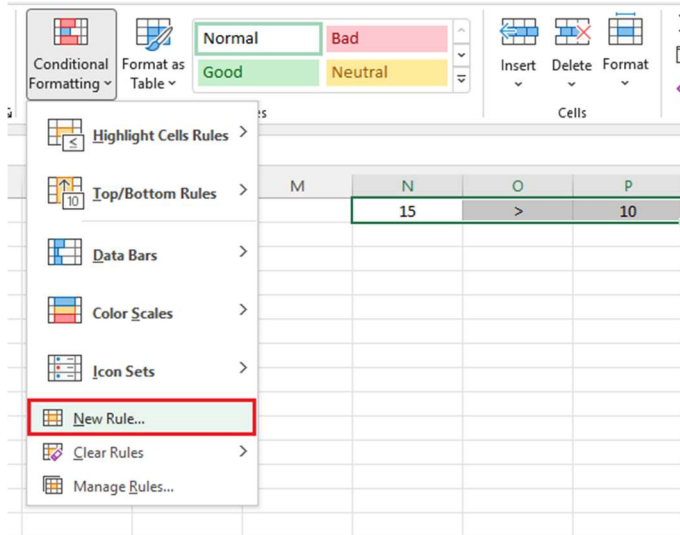 Conditional
Formatting
Format as
Table
Normal
Bad
Good
Neutral
Insert
Delete
Format
Cells
≤
Highlight Cells Rules
10
Top/Bottom Rules
Data Bars
Color Scales
Icon Sets
New Rule...
Clear Rules
Manage Rules...
M N O P
15 > 10